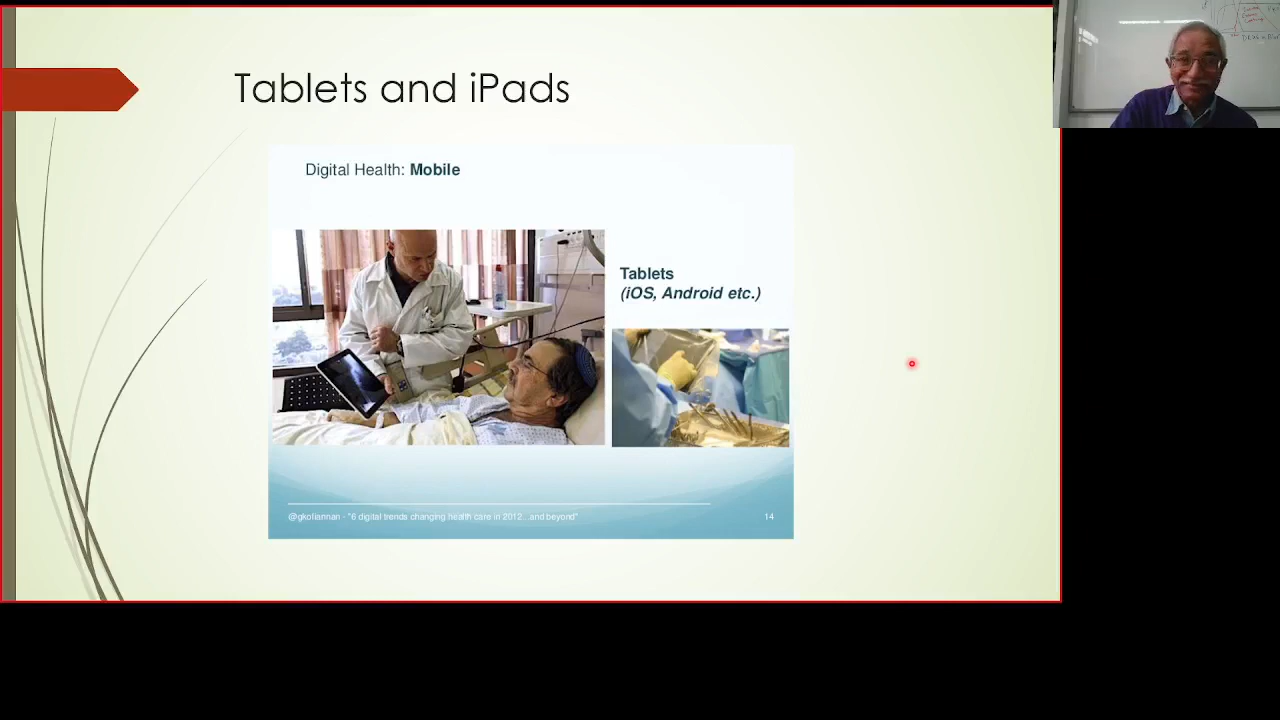 Tablets and iPads
Digital Health: Mobile
Tablets
(iOS, Android etc.)
@gkofiannan - "6 digital trends changing health care in 2012...and beyond"
14